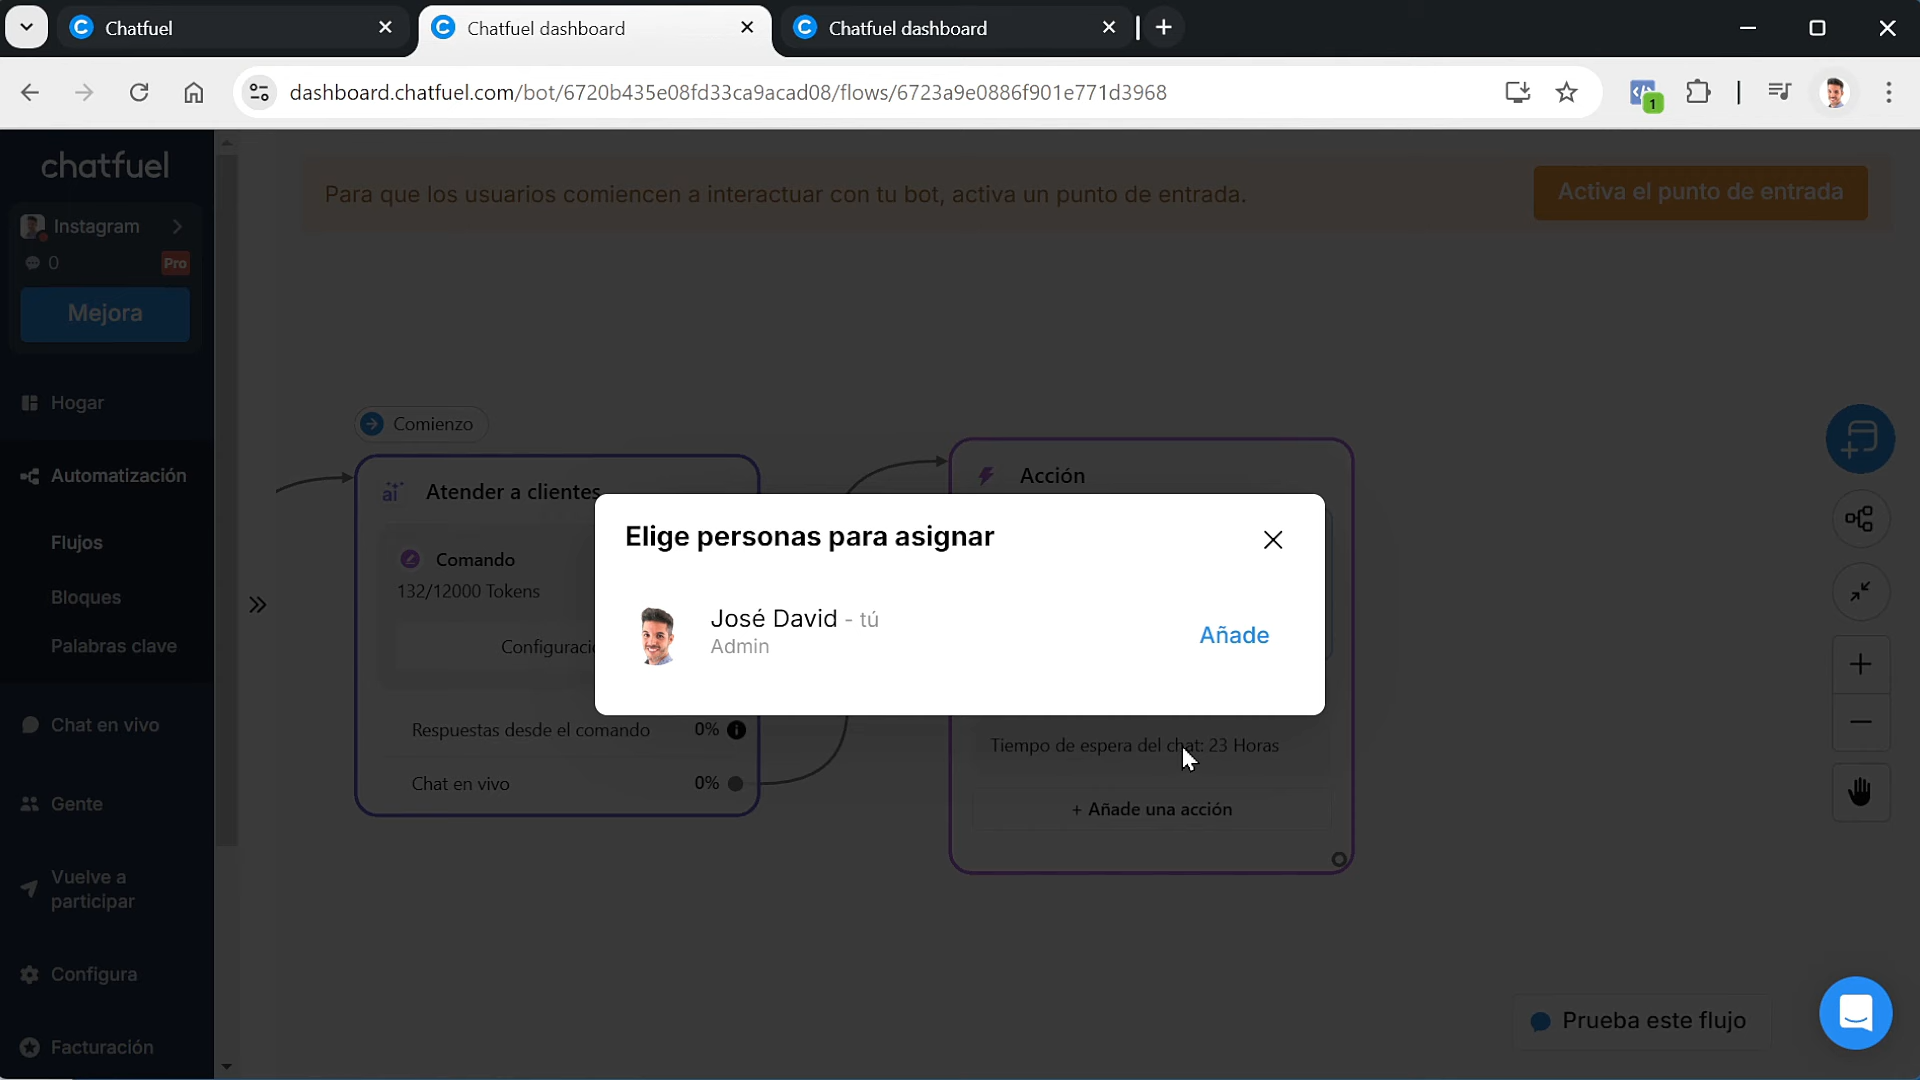 Chatfuel
Chatfuel dashboard
Chatfuel dashboard
dashboard.chatfuel.com/bot/6720b435e08fd33ca9acad08/flows/6723a9e0886f901e771d3968
1
chatfuel
Instagram
0
Pro
Mejora
Hogar
Automatización
Flujos
Bloques
Palabras clave
Chat en vivo
Gente
Vuelve a
participar
Configura
Facturación
Para que los usuarios comiencen a interactuar con tu bot, activa un punto de entrada.
Activa el punto de entrada
Comienzo
ai
Atender a clientes
Comando
132/12000 Tokens
Respuestas desde el comando 0%
Chat en vivo 0%
Acción
Elige personas para asignar
José David - tú
Admin
Añade
Tiempo de espera del chat: 23 Horas
+ Añade una acción
Prueba este flujo